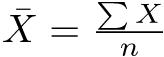 X̄ = ∑ X / n